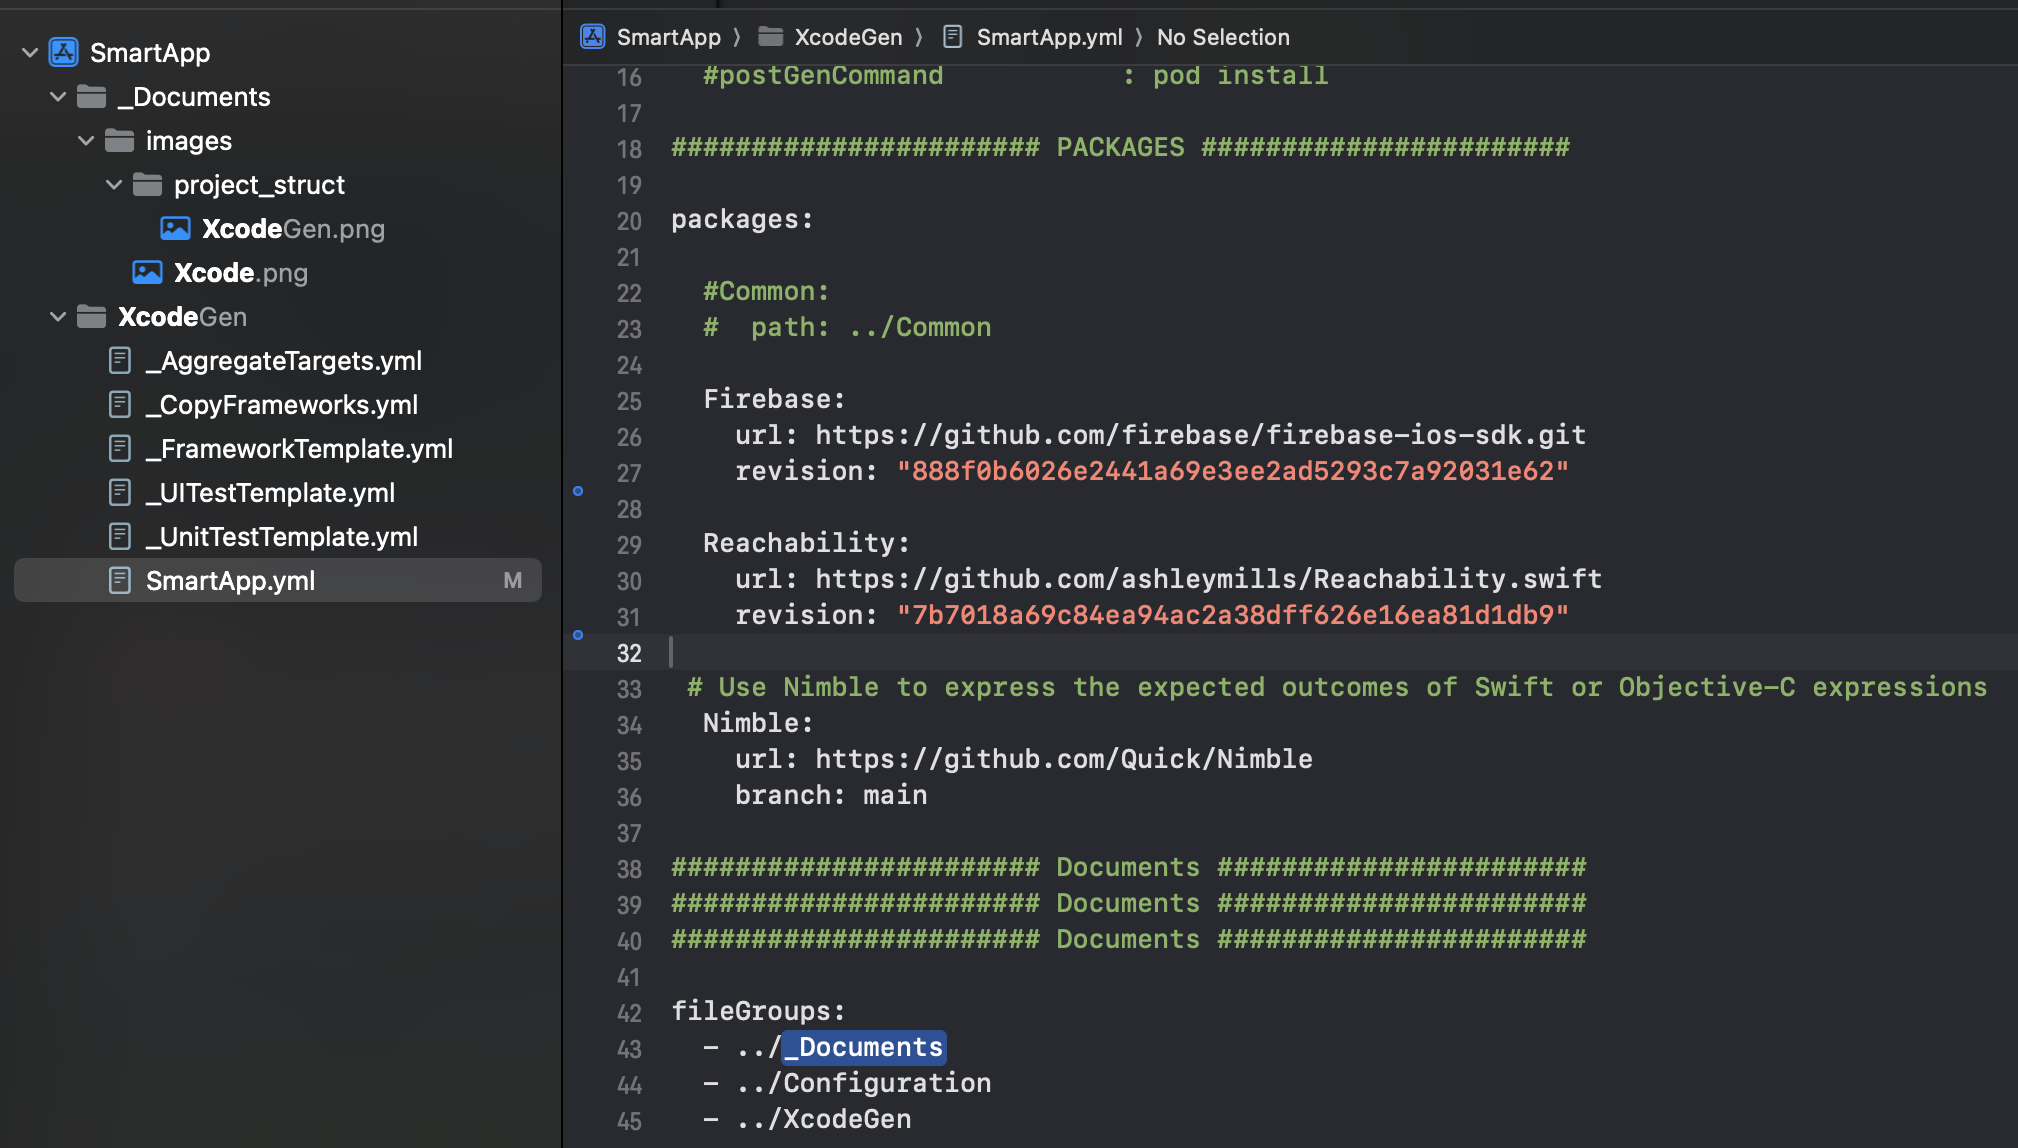 SmartApp
_Documents
images
project_struct
XcodeGen.png
Xcode.png
XcodeGen
_AggregateTargets.yml
_CopyFrameworks.yml
_FrameworkTemplate.yml
_UITestTemplate.yml
_UnitTestTemplate.yml
SmartApp.yml M
SmartApp 〉 XcodeGen 〉 SmartApp.yml 〉 No Selection
16 #postGenCommand : pod install
17
18 ####################### PACKAGES #######################
19
20 packages:
21
22 #Common:
23 # path: ../Common
24
25 Firebase:
26 url: https://github.com/firebase/firebase-ios-sdk.git
27 revision: "888f0b6026e2441a69e3ee2ad5293c7a92031e62"
28
29 Reachability:
30 url: https://github.com/ashleymills/Reachability.swift
31 revision: "7b7018a69c84ea94ac2a38dff626e16ea81d1db9"
32
33 # Use Nimble to express the expected outcomes of Swift or Objective-C expressions
34 Nimble:
35 url: https://github.com/Quick/Nimble
36 branch: main
37
38 ####################### Documents #######################
39 ####################### Documents #######################
40 ####################### Documents #######################
41
42 fileGroups:
43 - ../_Documents
44 - ../Configuration
45 - ../XcodeGen